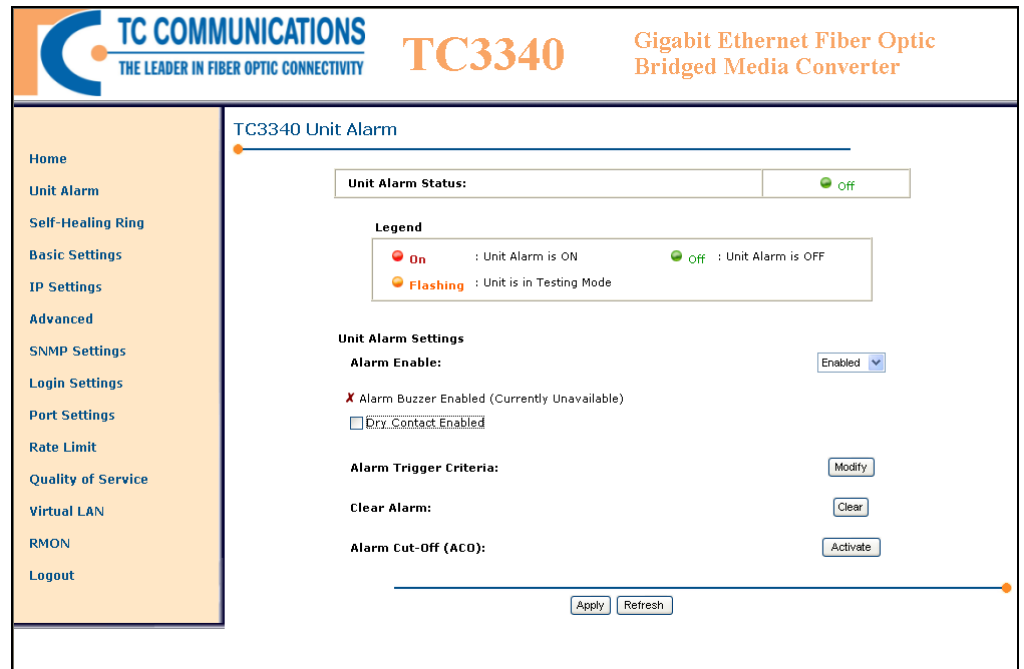 TC COMMUNICATIONS
THE LEADER IN FIBER OPTIC CONNECTIVITY
TC3340
Gigabit Ethernet Fiber Optic
Bridged Media Converter
Home
Unit Alarm
Self-Healing Ring
Basic Settings
IP Settings
Advanced
SNMP Settings
Login Settings
Port Settings
Rate Limit
Quality of Service
Virtual LAN
RMON
Logout
TC3340 Unit Alarm
Unit Alarm Status: Off
Legend
On : Unit Alarm is ON Off : Unit Alarm is OFF
Flashing : Unit is in Testing Mode
Unit Alarm Settings
Alarm Enable: Enabled
✗ Alarm Buzzer Enabled (Currently Unavailable)
Dry Contact Enabled
Alarm Trigger Criteria: Modify
Clear Alarm: Clear
Alarm Cut-Off (ACO): Activate
Apply Refresh